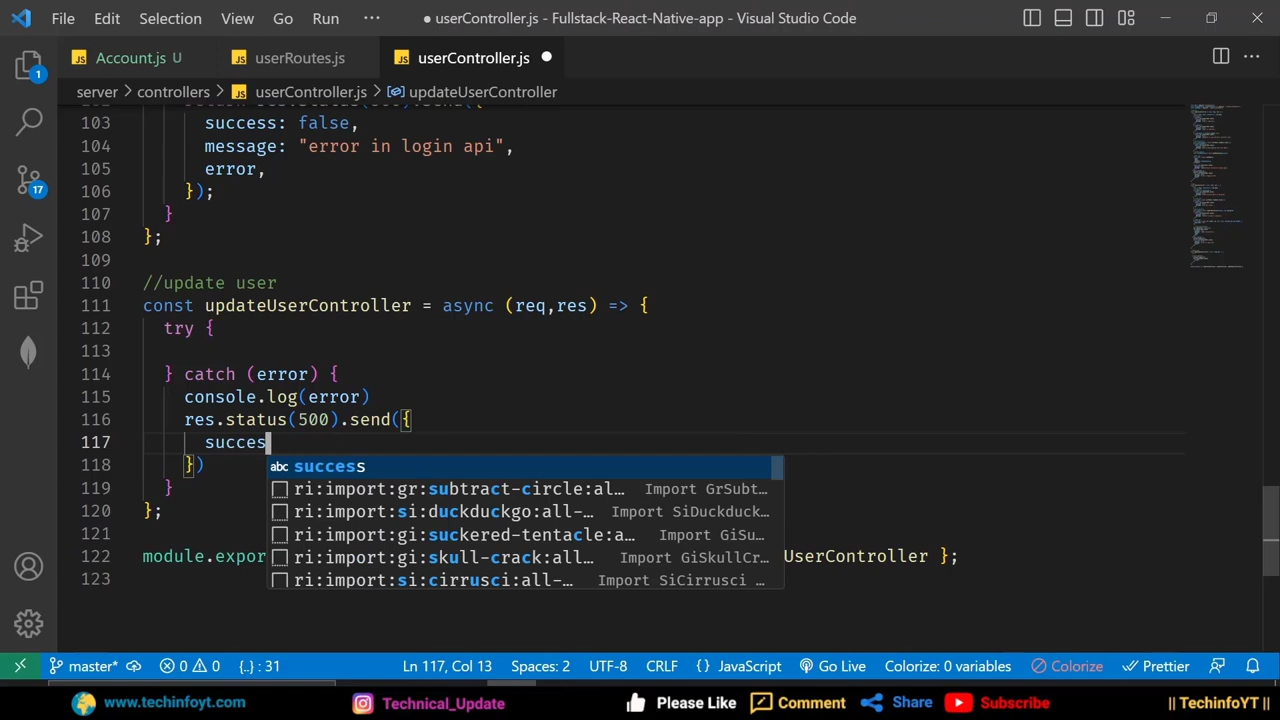 File Edit Selection View Go Run ··· ● userController.js - Fullstack-React-Native-app - Visual Studio Code
JS Account.js U JS userRoutes.js JS userController.js ●
server > controllers > JS userController.js > updateUserController
103 success: false,
104 message: "error in login api",
105 error,
106 });
107 }
108 };
109
110 //update user
111 const updateUserController = async (req,res) => {
112 try {
113
114 } catch (error) {
115 console.log(error)
116 res.status(500).send({
117 succes
abc success
118 })
ri:import:gr:subtract-circle:al… Import GrSubt…
119 }
ri:import:si:duckduckgo:all-… Import SiDuckduck…
120 };
ri:import:gi:suckered-tentacle:a… Import GiSu…
121
122 module.expor UserController };
ri:import:gi:skull-crack:all… Import GiSkullCr…
123
ri:import:si:cirrusci:all-… Import SiCirrusci …
1
17
master* 0 0 {..} : 31 Ln 117, Col 13 Spaces: 2 UTF-8 CRLF {} JavaScript Go Live Colorize: 0 variables Colorize Prettier
www.techinfoyt.com Technical_Update Please Like Comment Share Subscribe || TechinfoYT ||